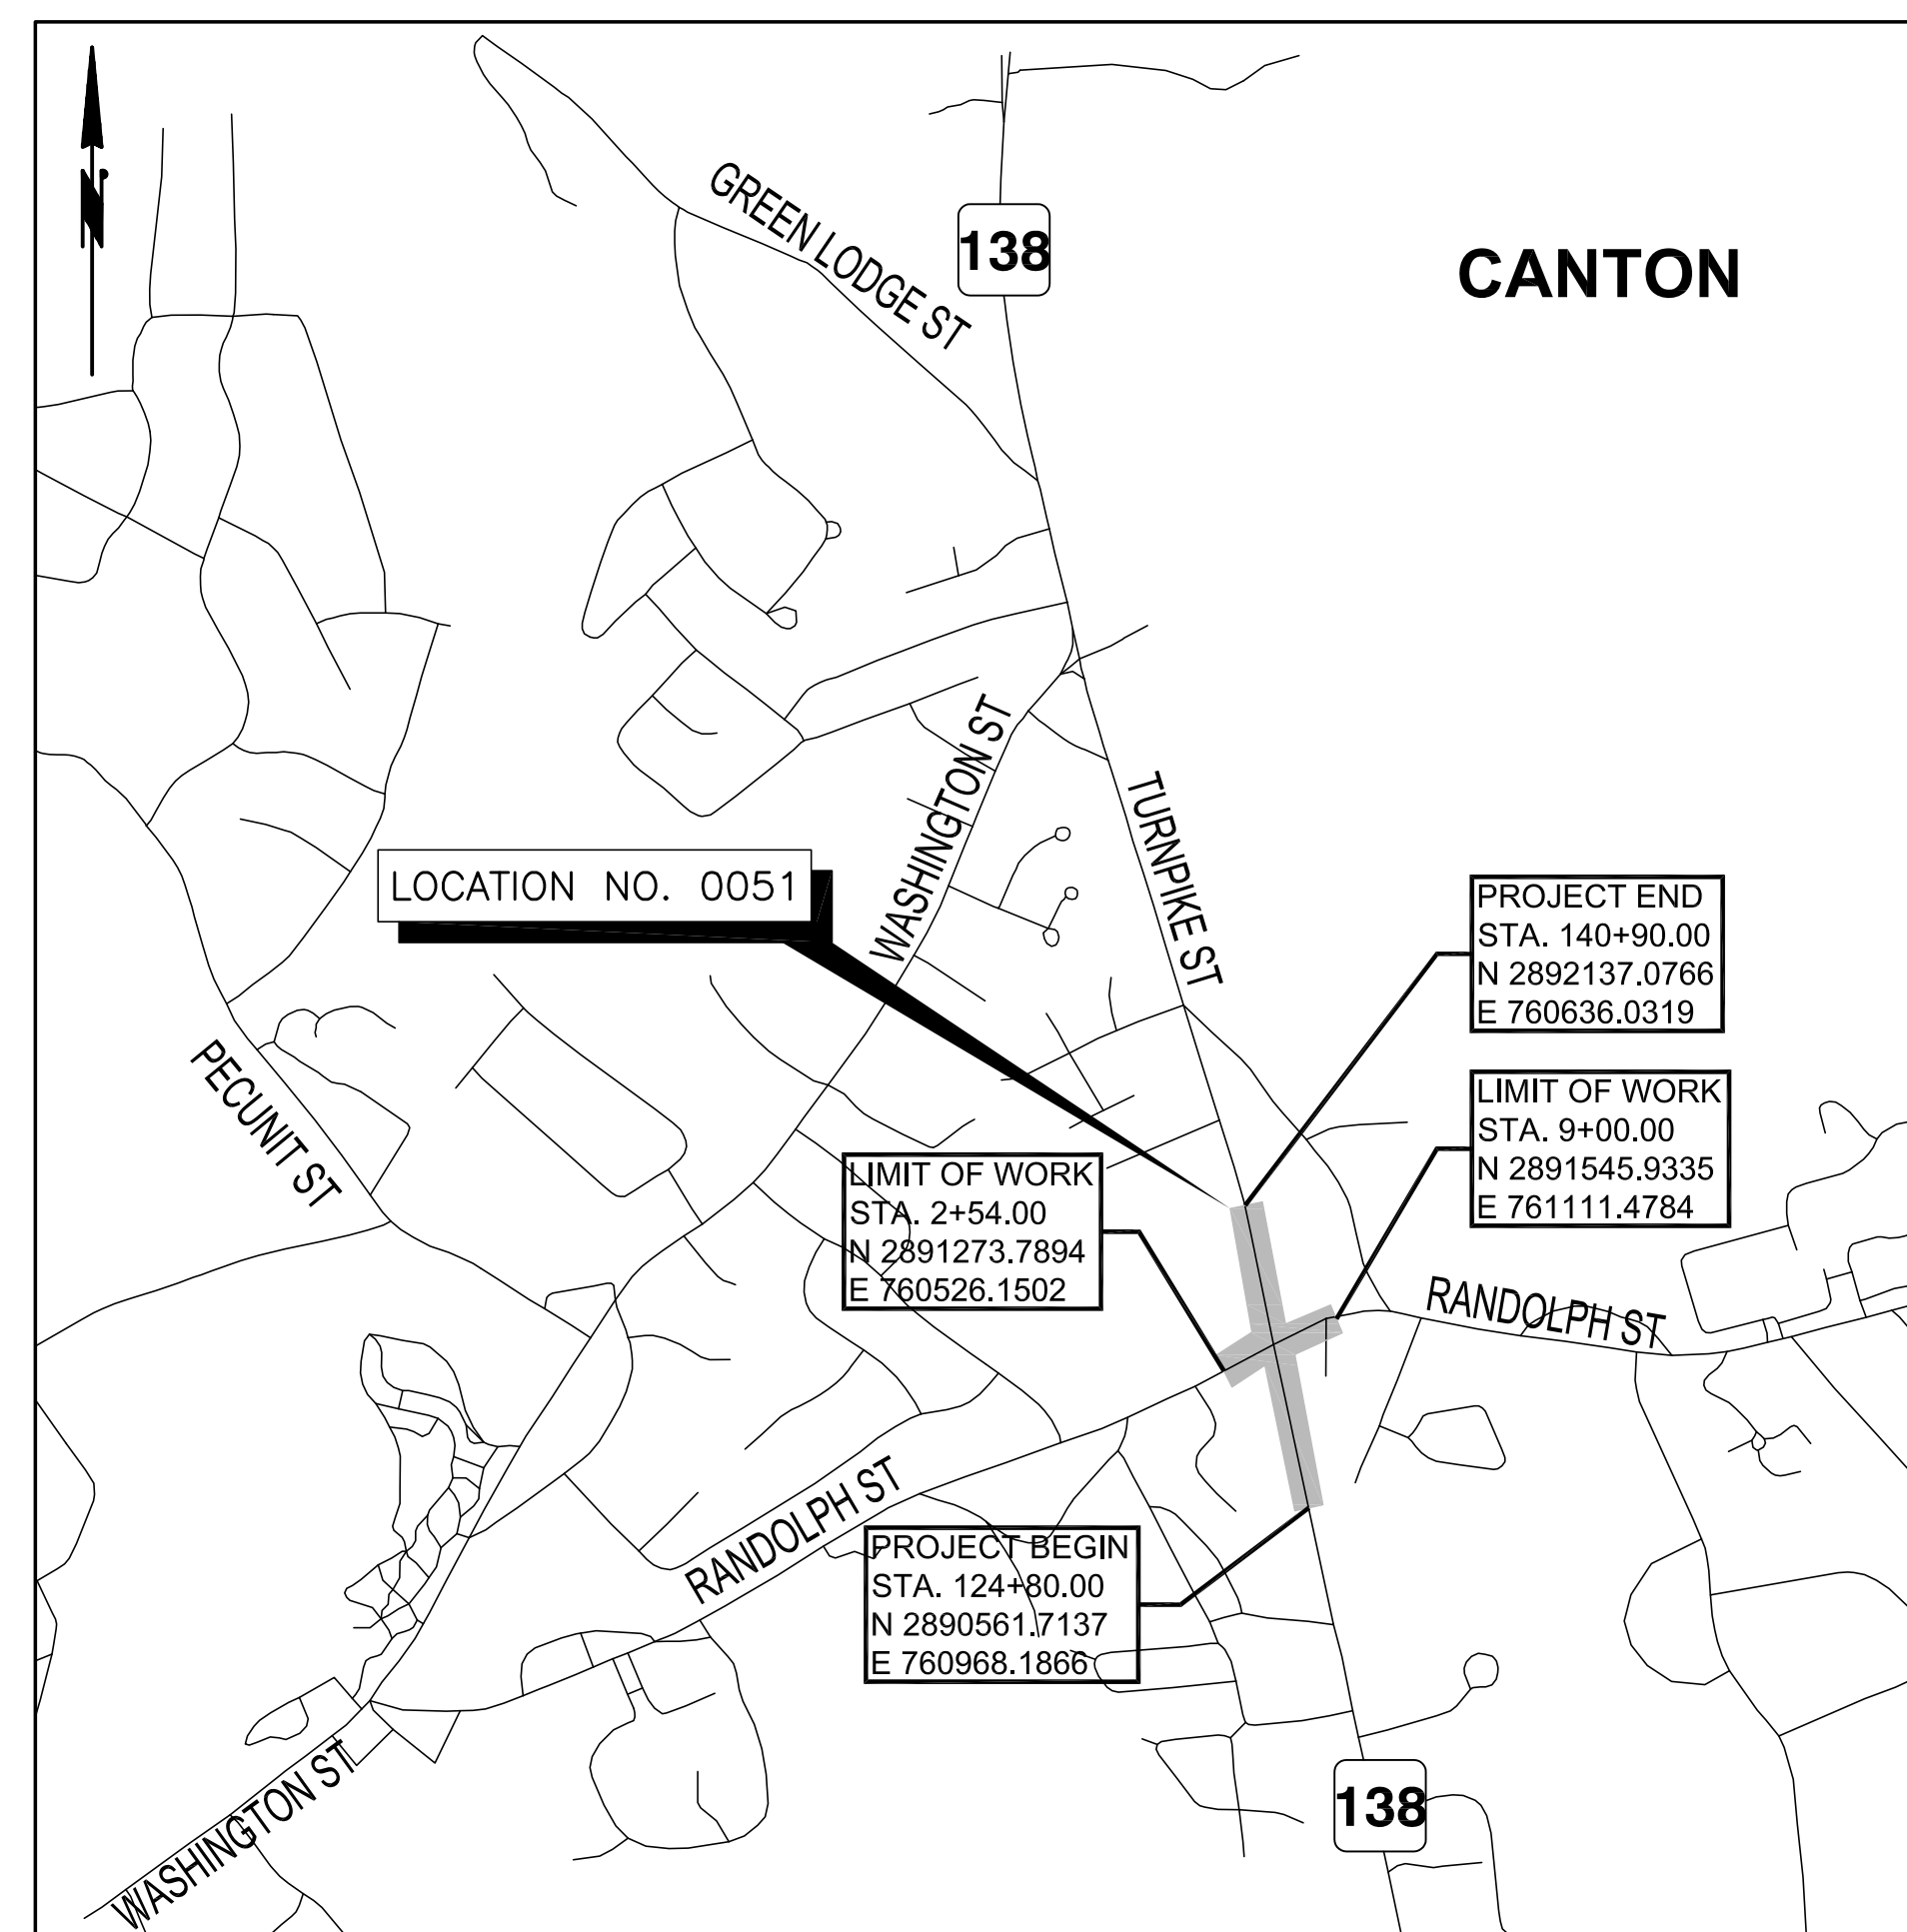 N
GREEN LODGE ST
138
CANTON
WASHINGTON ST
TURNPIKE ST
LOCATION NO. 0051
PROJECT END
STA. 140+90.00
N 2892137.0766
E 760636.0319
PECUNIT ST
LIMIT OF WORK
STA. 9+00.00
N 2891545.9335
E 761111.4784
LIMIT OF WORK
STA. 2+54.00
N 2891273.7894
E 760526.1502
RANDOLPH ST
RANDOLPH ST
PROJECT BEGIN
STA. 124+80.00
N 2890561.7137
E 760968.1866
WASHINGTON ST
138